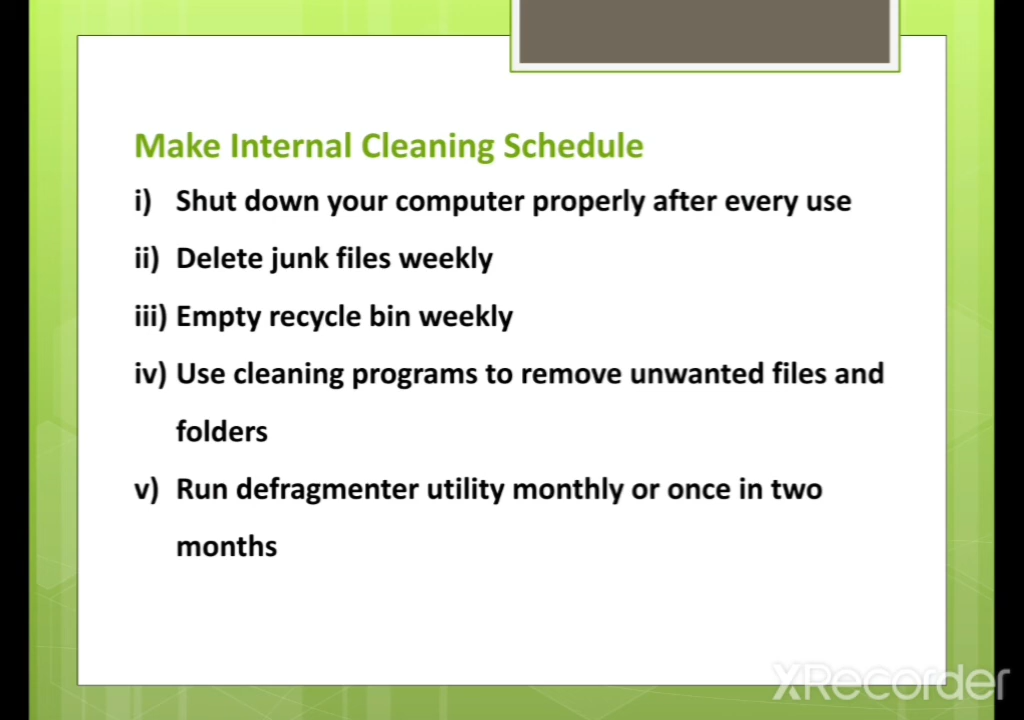 Make Internal Cleaning Schedule
i) Shut down your computer properly after every use
ii) Delete junk files weekly
iii) Empty recycle bin weekly
iv) Use cleaning programs to remove unwanted files and
folders
v) Run defragmenter utility monthly or once in two
months
XRecorder